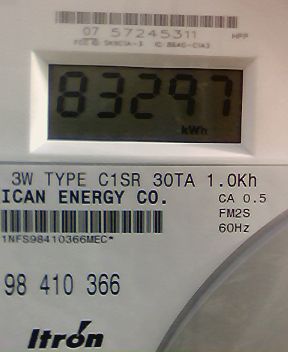 07 57245311 HPP
83297
kWh
3W TYPE C1SR 30TA 1.0Kh
ICAN ENERGY CO. CA 0.5
FM2S
60Hz
1NFS98410366MEC*
98 410 366
Itron